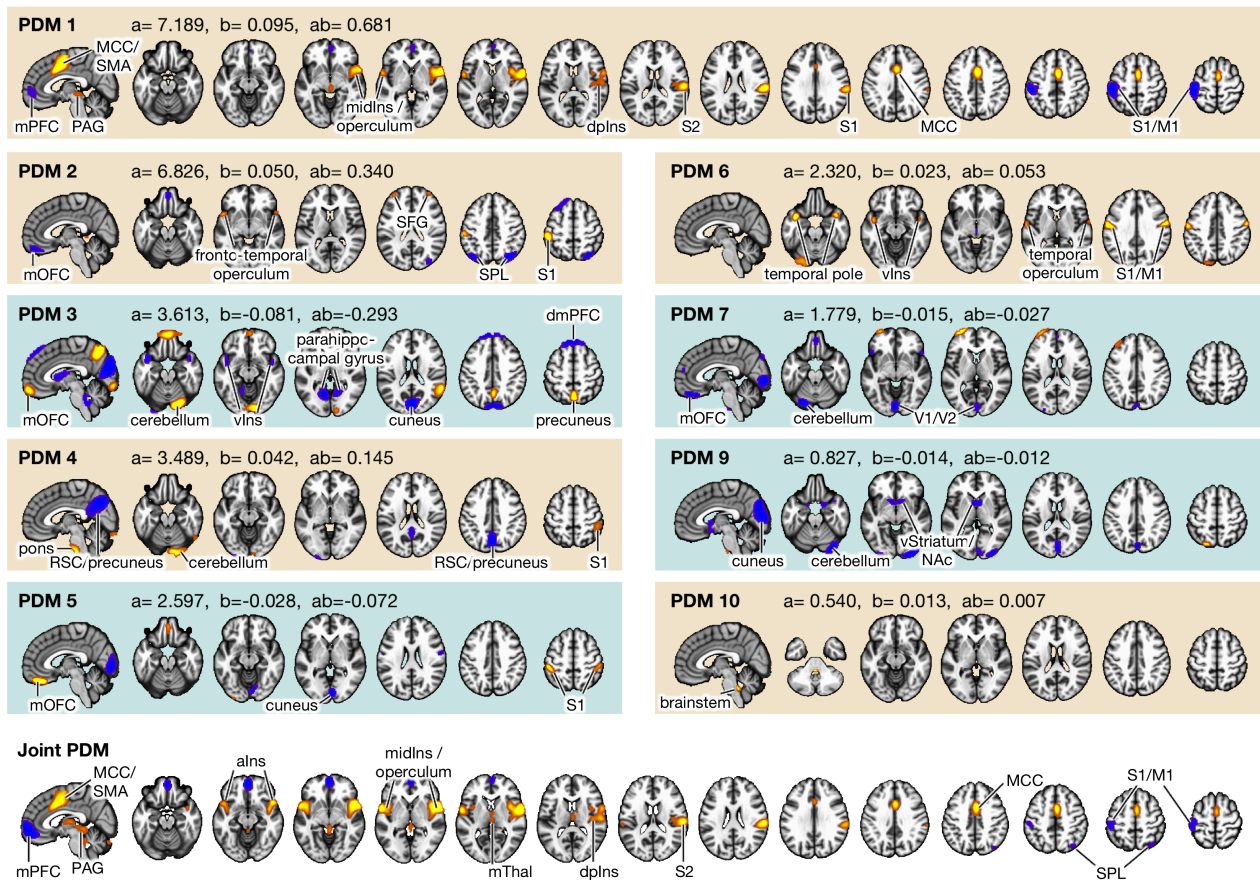 PDM 1 a= 7.189, b= 0.095, ab= 0.681
MCC/
SMA
mPFC
PAG
midIns /
operculum
dpIns
S2
S1
MCC
S1/M1
PDM 2 a= 6.826, b= 0.050, ab= 0.340
mOFC
fronto-temporal
operculum
SFG
SPL
S1
PDM 6 a= 2.320, b= 0.023, ab= 0.053
temporal pole
vIns
temporal
operculum
S1/M1
PDM 3 a= 3.613, b=-0.081, ab=-0.293
mOFC
cerebellum
vIns
parahippo-
campal gyrus
cuneus
dmPFC
precuneus
PDM 7 a= 1.779, b=-0.015, ab=-0.027
mOFC
cerebellum
V1/V2
PDM 4 a= 3.489, b= 0.042, ab= 0.145
pons
RSC/precuneus
cerebellum
RSC/precuneus
S1
PDM 9 a= 0.827, b=-0.014, ab=-0.012
cuneus
cerebellum
vStriatum/
NAc
PDM 5 a= 2.597, b=-0.028, ab=-0.072
mOFC
cuneus
S1
PDM 10 a= 0.540, b= 0.013, ab= 0.007
brainstem
Joint PDM
MCC/
SMA
mPFC
PAG
aIns
midIns /
operculum
mThal
dpIns
S2
MCC
S1/M1
SPL